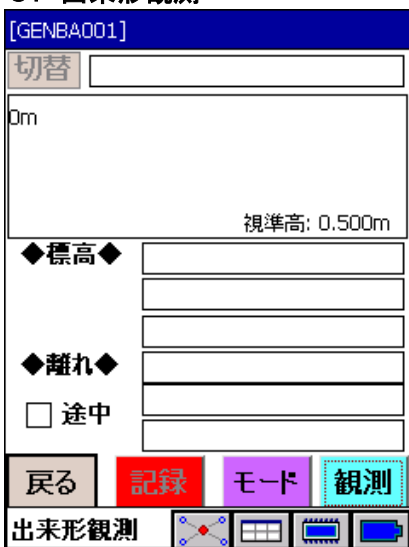 [GENBA001]
切替
0m
視準高: 0.500m
◆標高◆
◆離れ◆
途中
戻る 記録 モード 観測
出来形観測